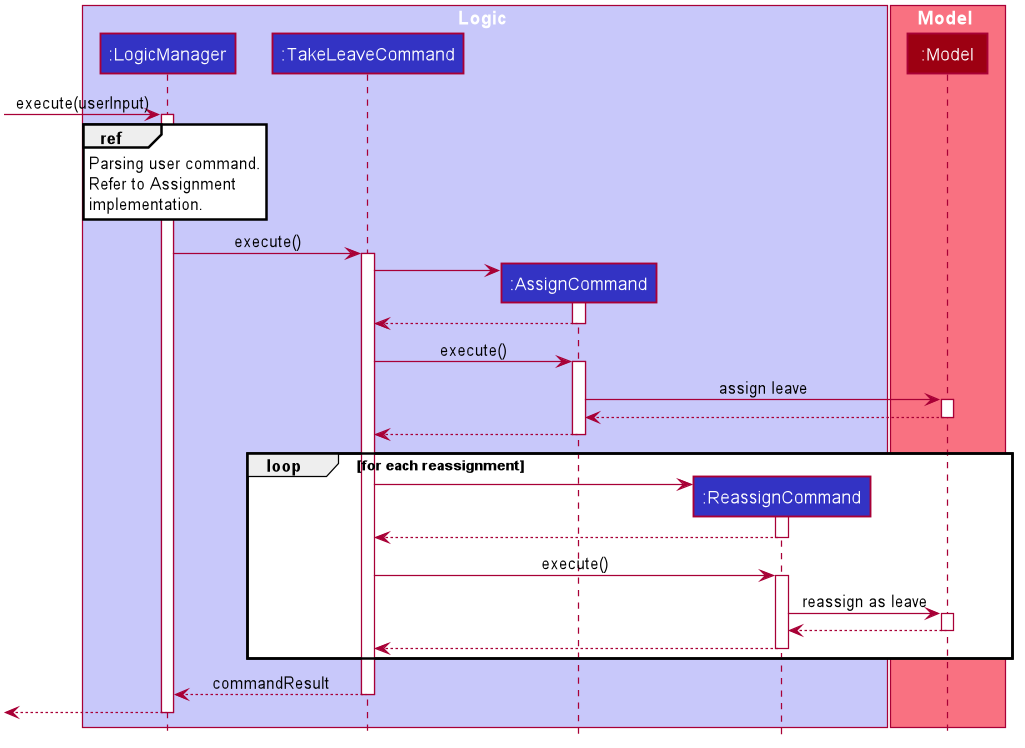 Logic
Model
:LogicManager
:TakeLeaveCommand
:Model
execute(userInput)
ref
Parsing user command.
Refer to Assignment
implementation.
execute()
:AssignCommand
execute()
assign leave
loop
[for each reassignment]
:ReassignCommand
execute()
reassign as leave
commandResult